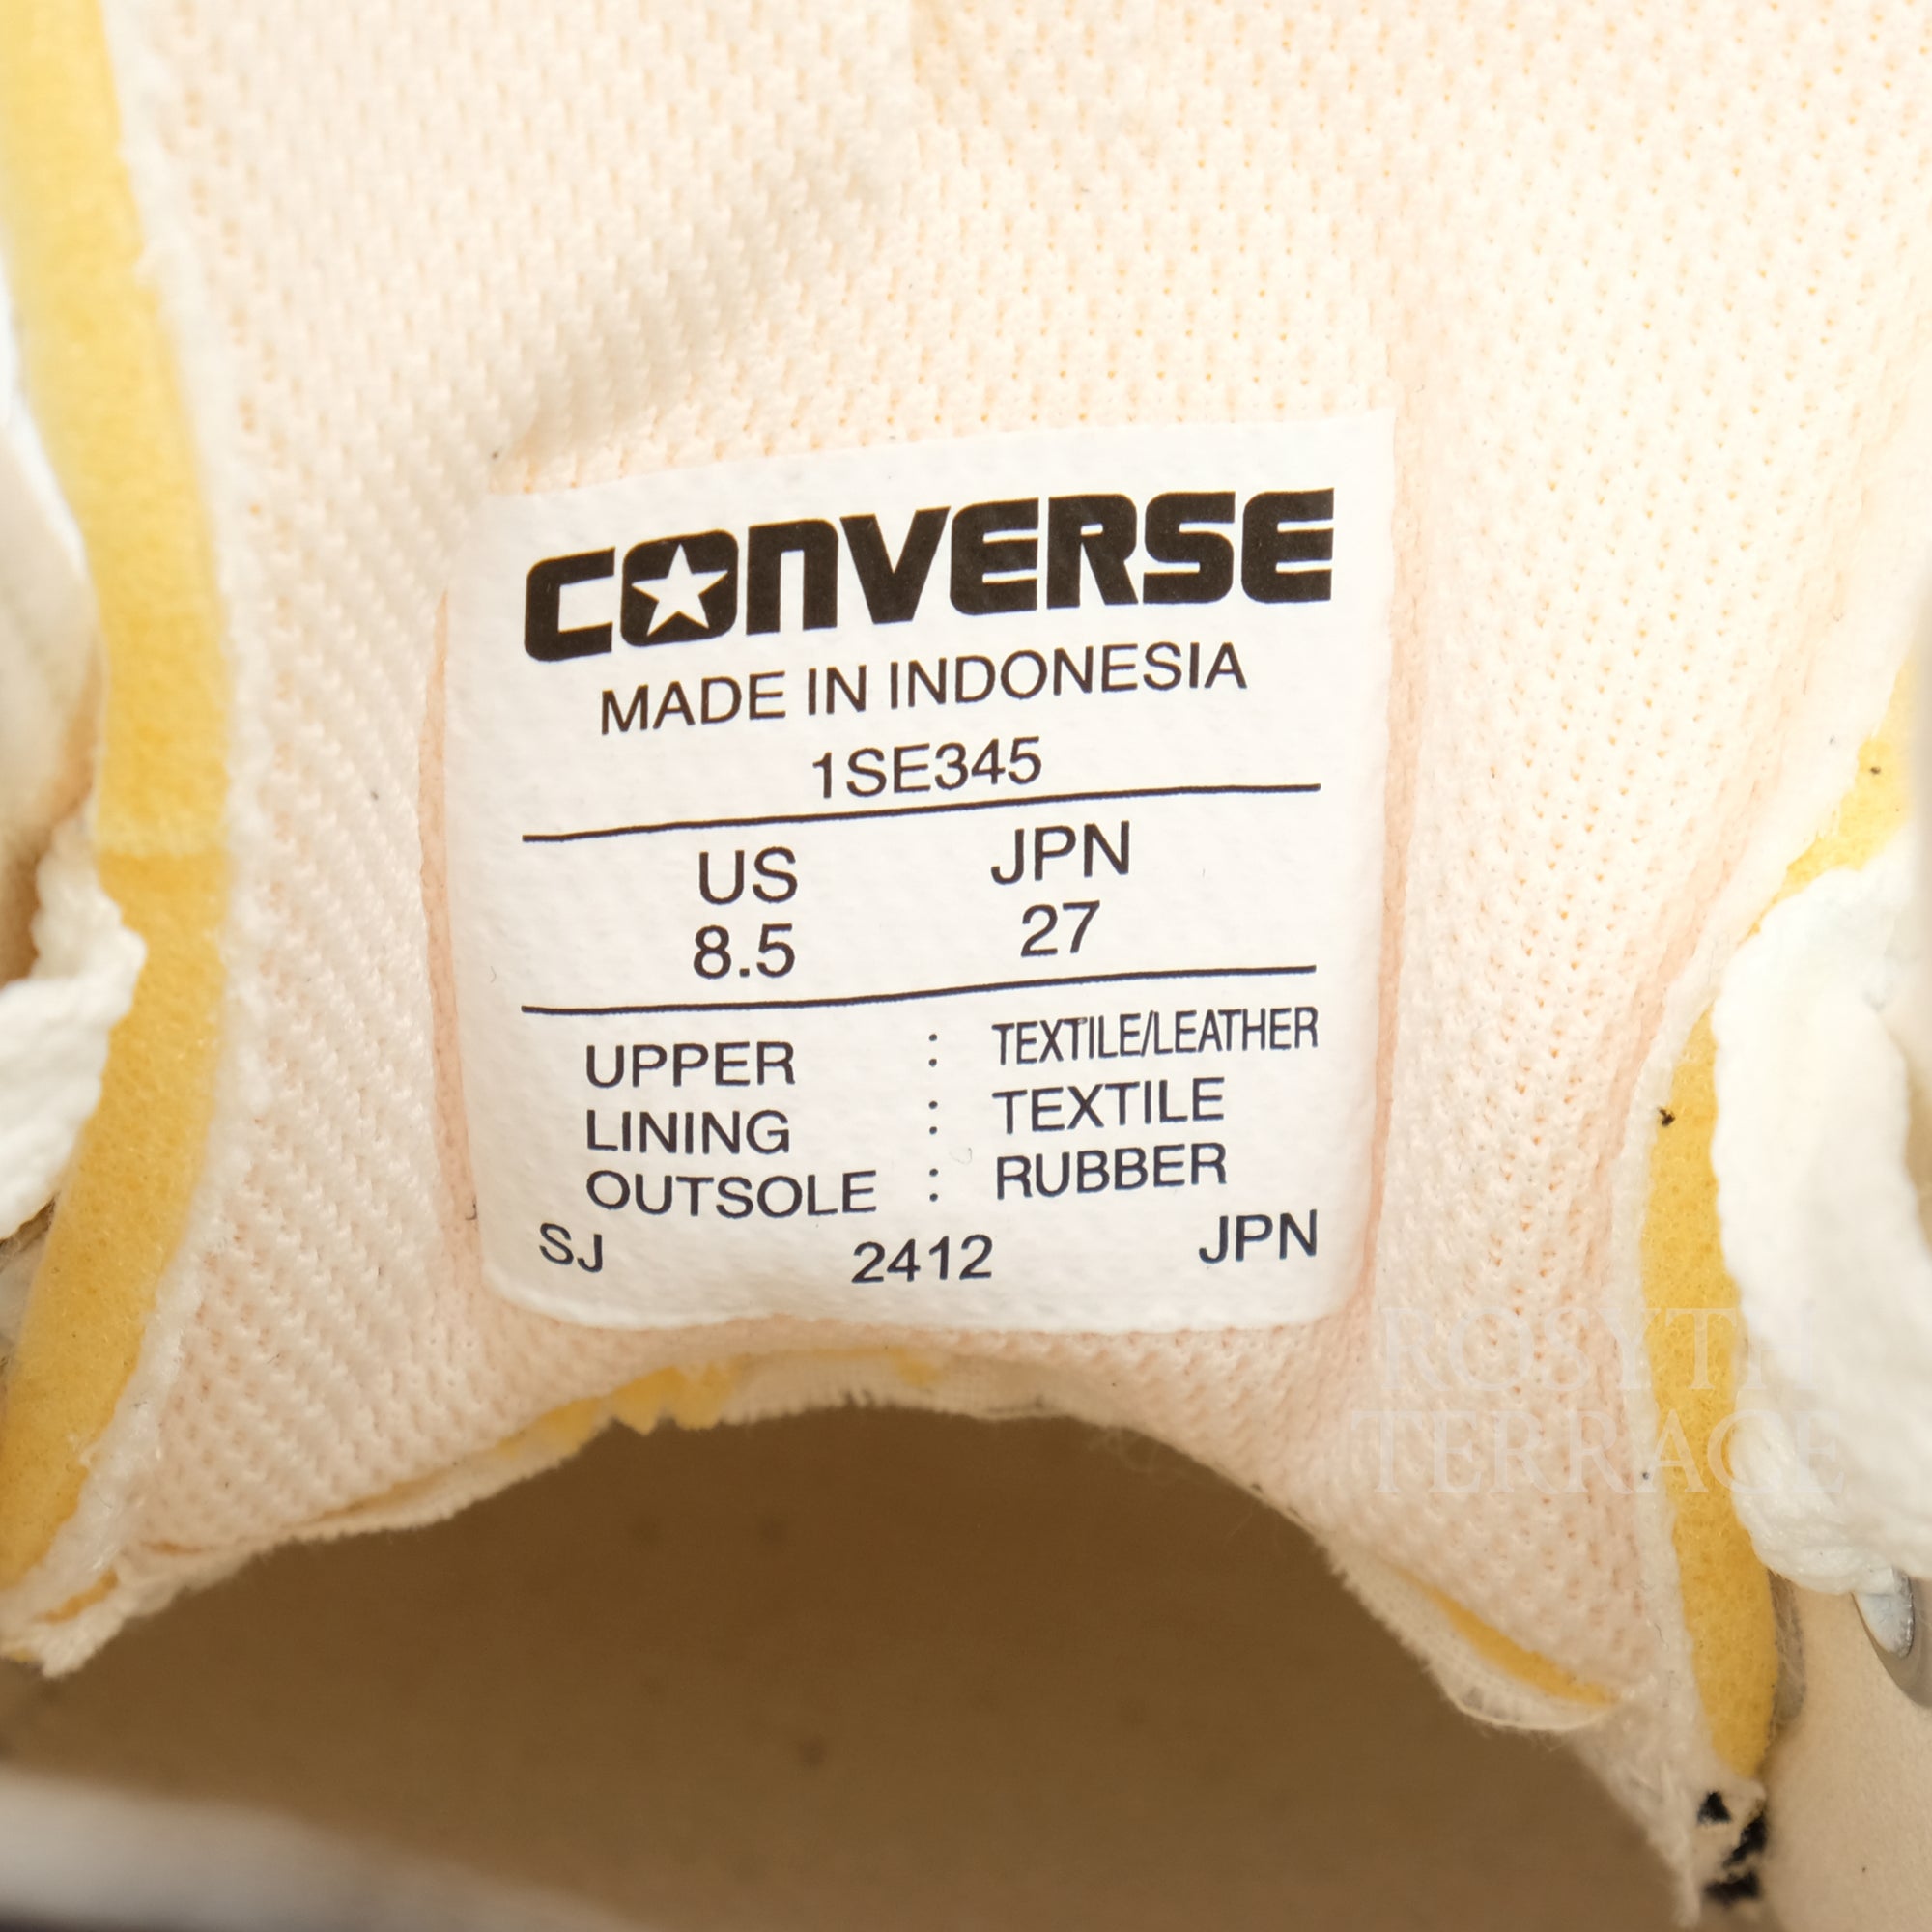 CONVERSE
MADE IN INDONESIA
1SE345
US JPN
8.5 27
UPPER : TEXTILE/LEATHER
LINING : TEXTILE
OUTSOLE : RUBBER
SJ 2412 JPN
ROSYTH
TERRACE